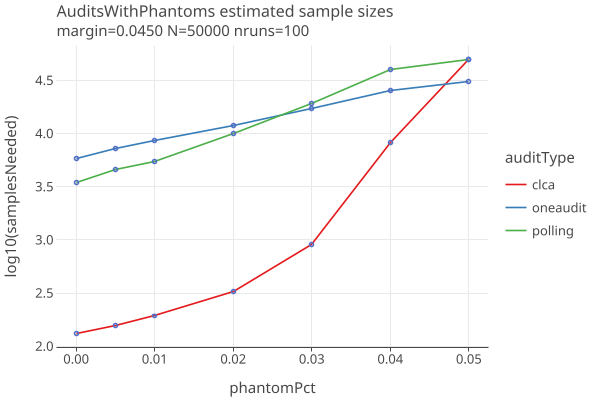 AuditsWithPhantoms estimated sample sizes
margin=0.0450 N=50000 nruns=100
log10(samplesNeeded)
4.5
4.0
3.5
3.0
2.5
2.0
0.00
0.01
0.02
0.03
0.04
0.05
phantomPct
auditType
clca
oneaudit
polling